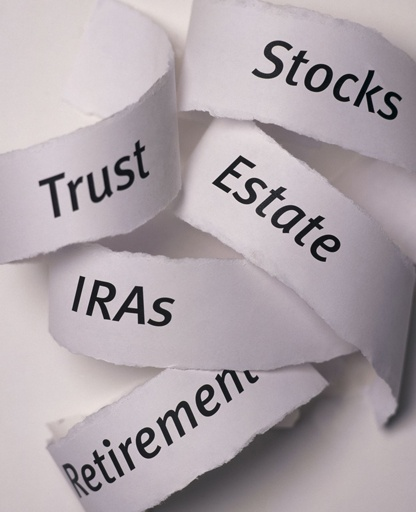 Stocks
Trust
Estate
IRAs
Retirement